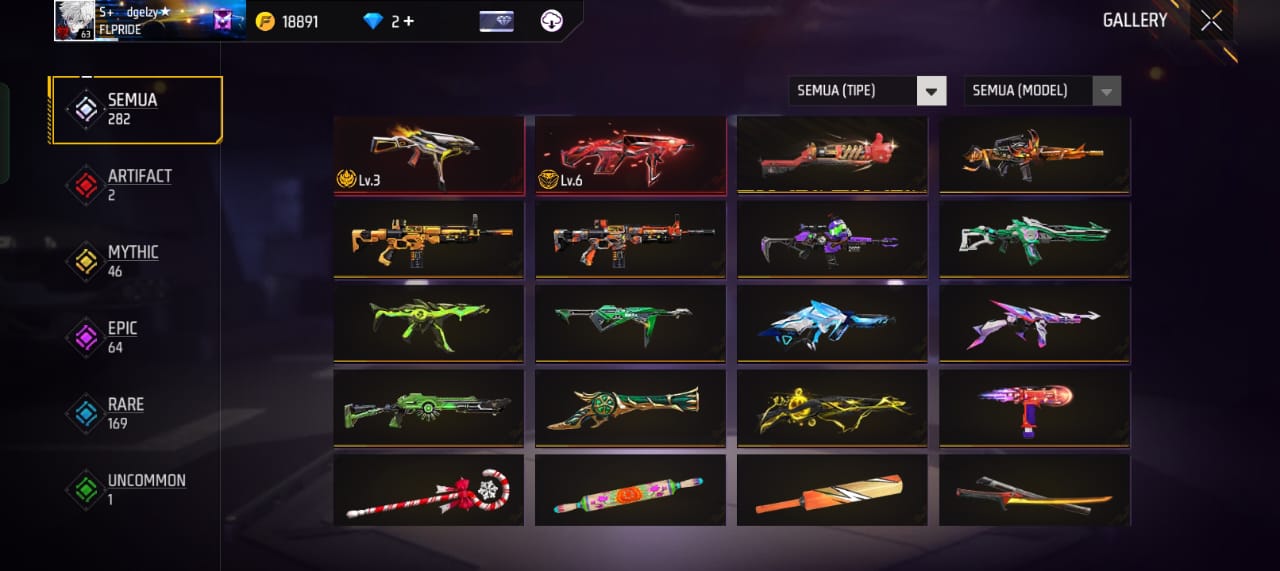 S+ dgelzy★
63
FLPRIDE
18891
2 +
GALLERY
SEMUA
282
SEMUA (TIPE)
SEMUA (MODEL)
ARTIFACT
2
MYTHIC
46
EPIC
64
RARE
169
UNCOMMON
1
Lv.3
Lv.6